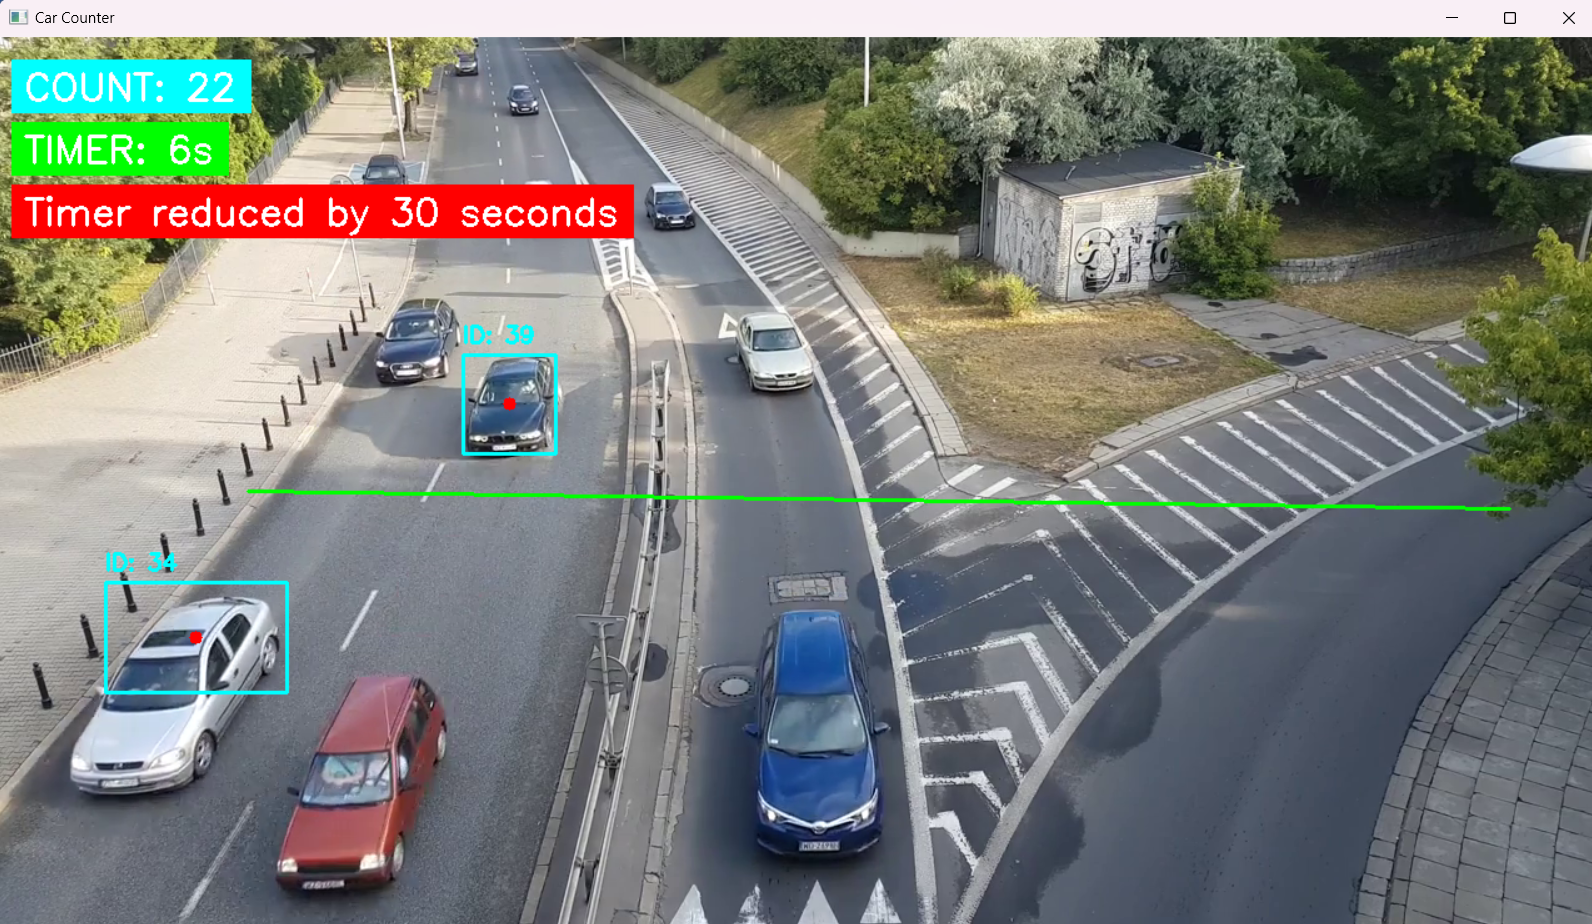 Car Counter
COUNT: 22
TIMER: 6s
Timer reduced by 30 seconds
ID: 39
ID: 34